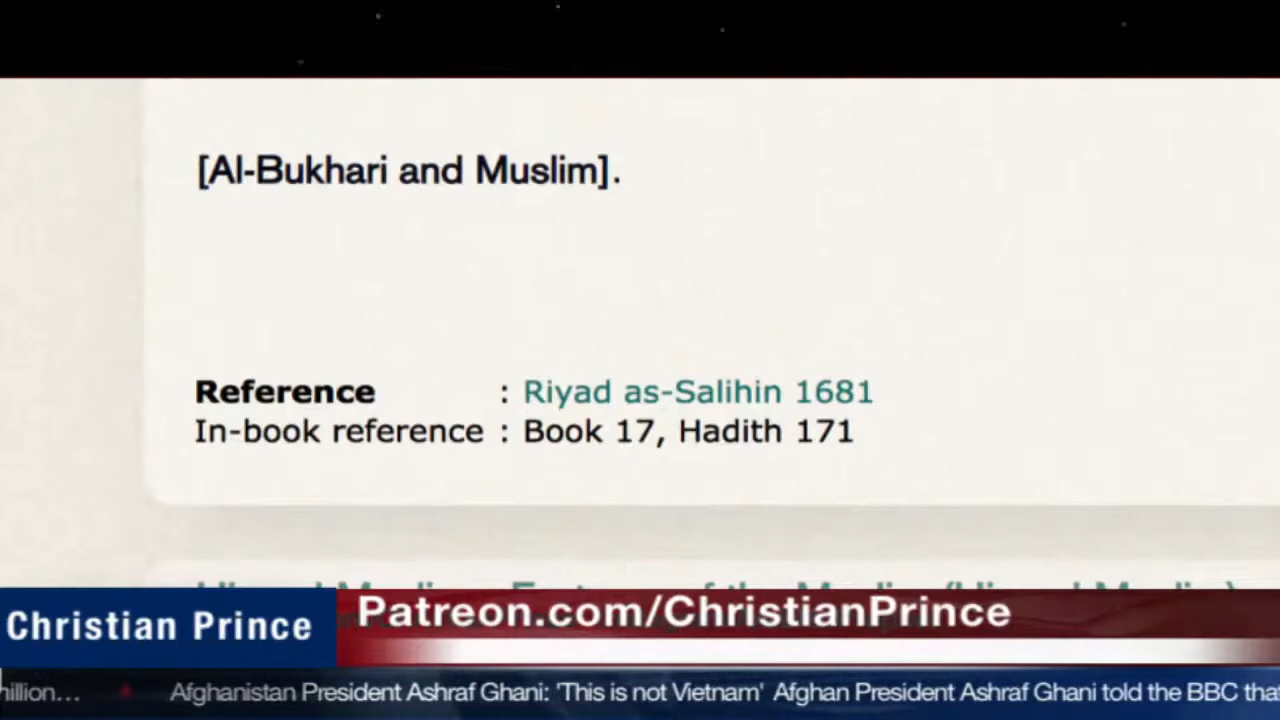 [Al-Bukhari and Muslim].
Reference : Riyad as-Salihin 1681
In-book reference : Book 17, Hadith 171
Christian Prince
Patreon.com/ChristianPrince
Afghanistan President Ashraf Ghani: 'This is not Vietnam' Afghan President Ashraf Ghani told the BBC